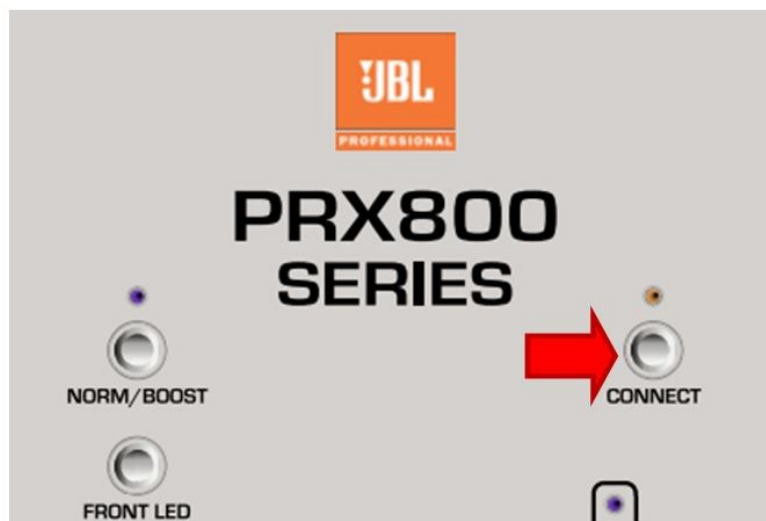 JBL
PROFESSIONAL
PRX800
SERIES
NORM/BOOST
CONNECT
FRONT LED